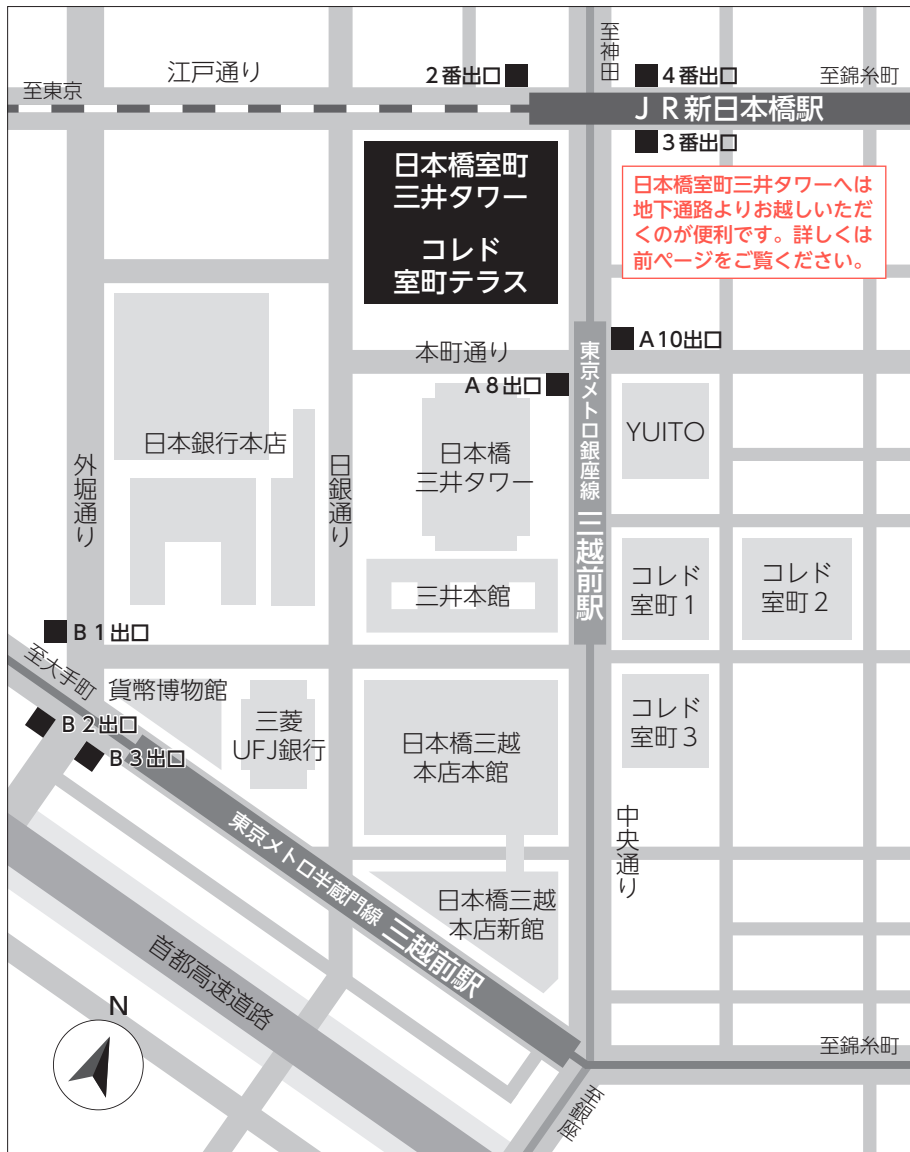 至神田
江戸通り
2番出口
4番出口
至錦糸町
至東京
ＪＲ新日本橋駅
3番出口
日本橋室町
三井タワー
コレド
室町テラス
日本橋室町三井タワーへは
地下通路よりお越しいただ
くのが便利です。詳しくは
前ページをご覧ください。
A10出口
本町通り
A8出口
東京メトロ銀座線 三越前駅
YUITO
日本銀行本店
日本橋
三井タワー
外堀通り
日銀通り
コレド
室町1
コレド
室町2
三井本館
B1出口
至大手町
貨幣博物館
三菱
UFJ銀行
B2出口
B3出口
日本橋三越
本店本館
コレド
室町3
中央通り
東京メトロ半蔵門線 三越前駅
日本橋三越
本店新館
首都高速道路
N
至錦糸町
至銀座